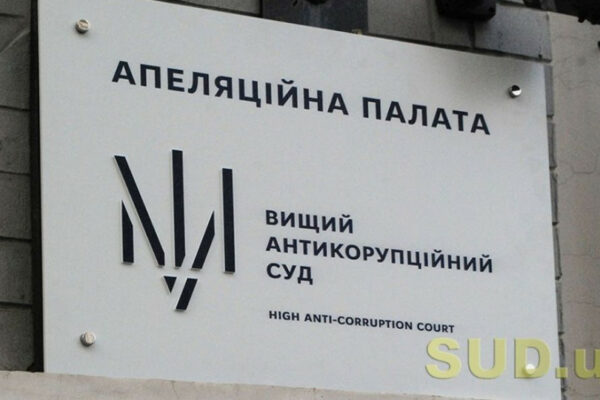 АПЕЛЯЦІЙНА ПАЛАТА
ВИЩИЙ
АНТИКОРУПЦІЙНИЙ
СУД
HIGH ANTI-CORRUPTION COURT
SUD.u